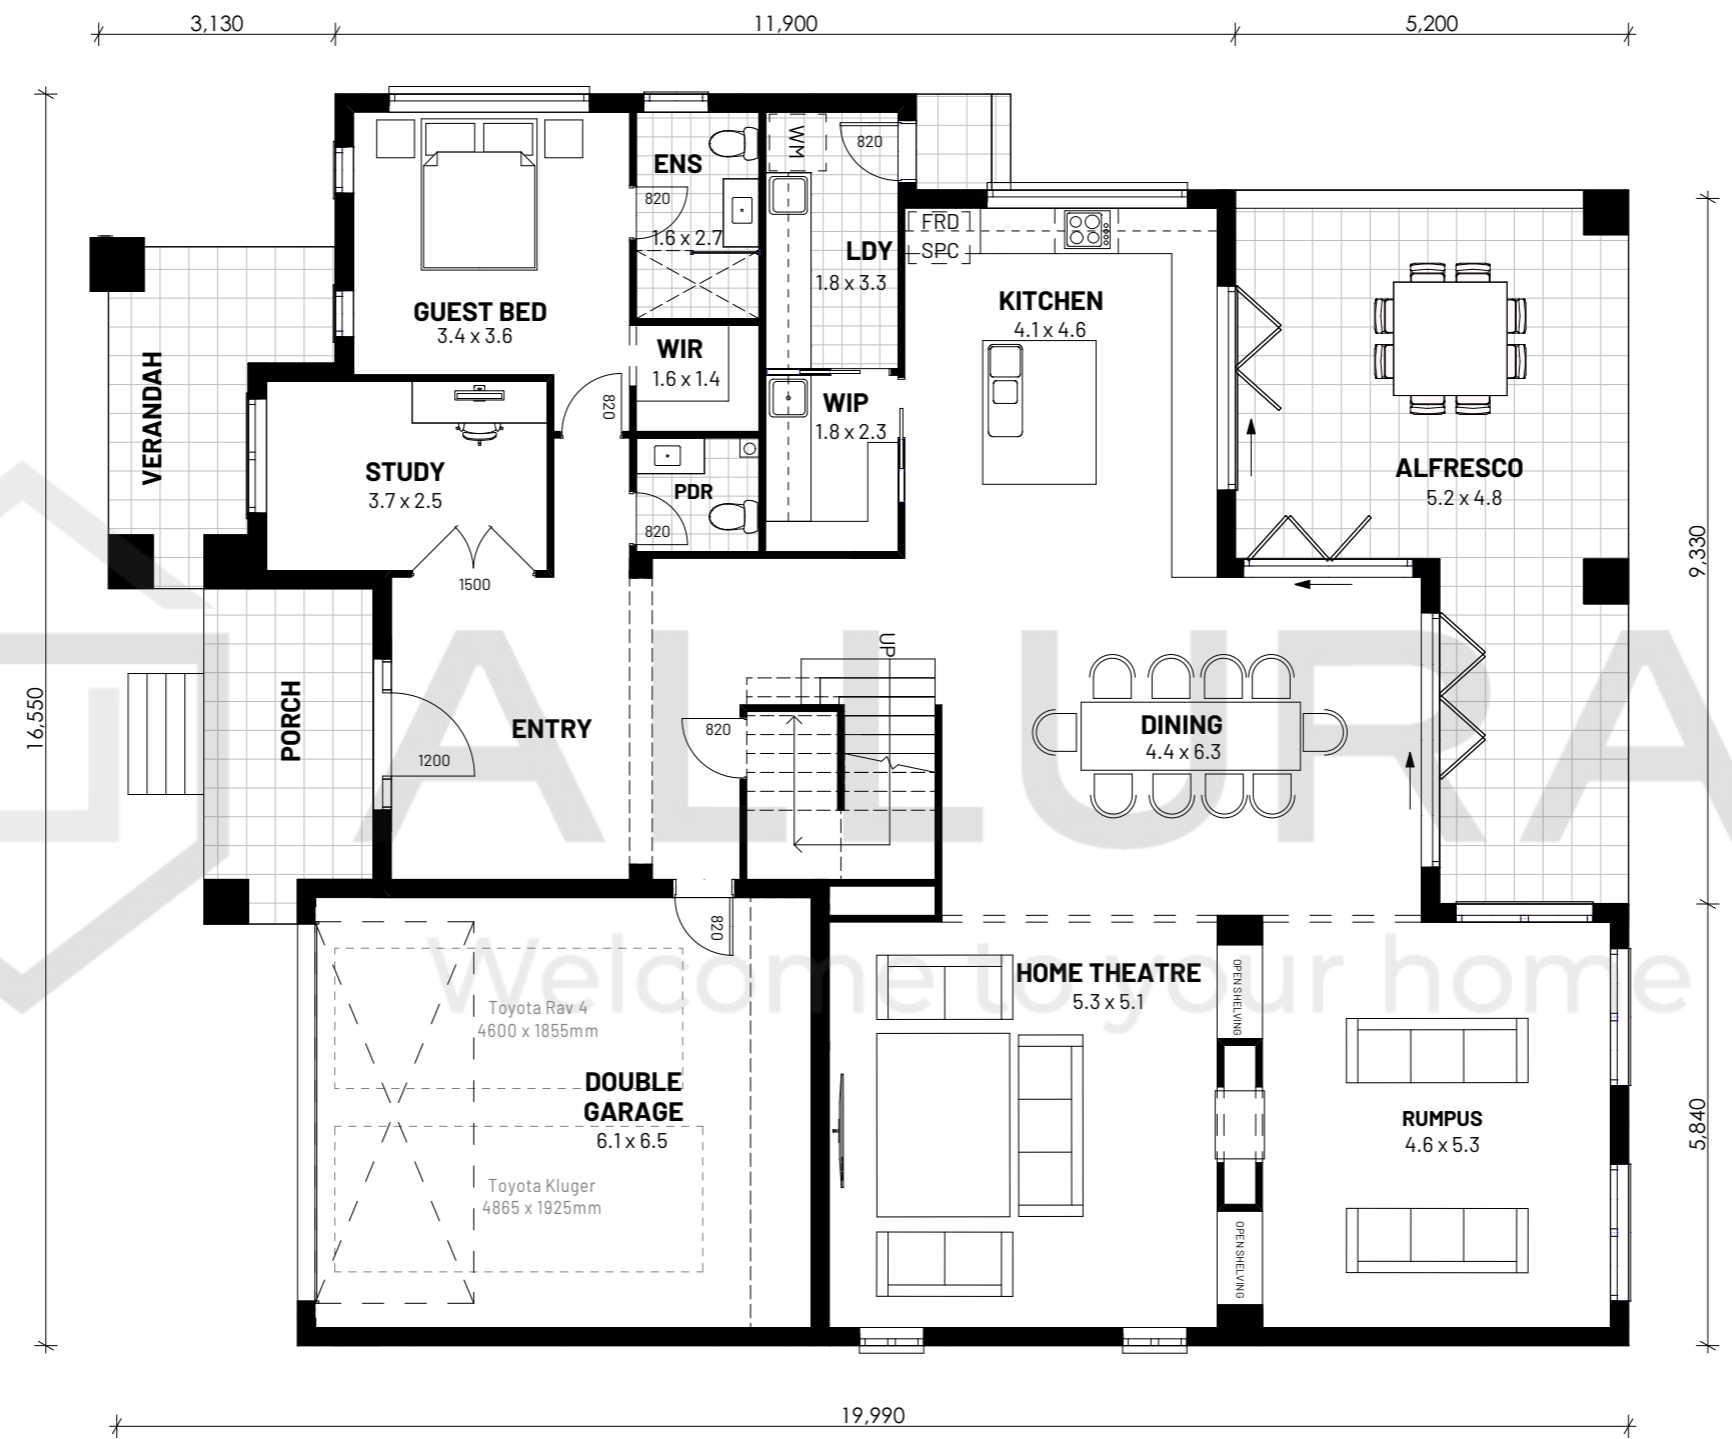 3,130
11,900
5,200
16,550
9,330
5,840
19,990
WM
820
ENS
820
1.6 x 2.7
LDY
1.8 x 3.3
FRD
SPC
KITCHEN
4.1 x 4.6
GUEST BED
3.4 x 3.6
WIR
1.6 x 1.4
820
WIP
1.8 x 2.3
VERANDAH
STUDY
3.7 x 2.5
1500
PDR
820
ALFRESCO
5.2 x 4.8
PORCH
1200
ENTRY
820
UP
DINING
4.4 x 6.3
820
ALLURA
Welcome to your home
Toyota Rav 4
4600 x 1855mm
DOUBLE
GARAGE
6.1 x 6.5
Toyota Kluger
4865 x 1925mm
HOME THEATRE
5.3 x 5.1
OPEN SHELVING
OPEN SHELVING
RUMPUS
4.6 x 5.3